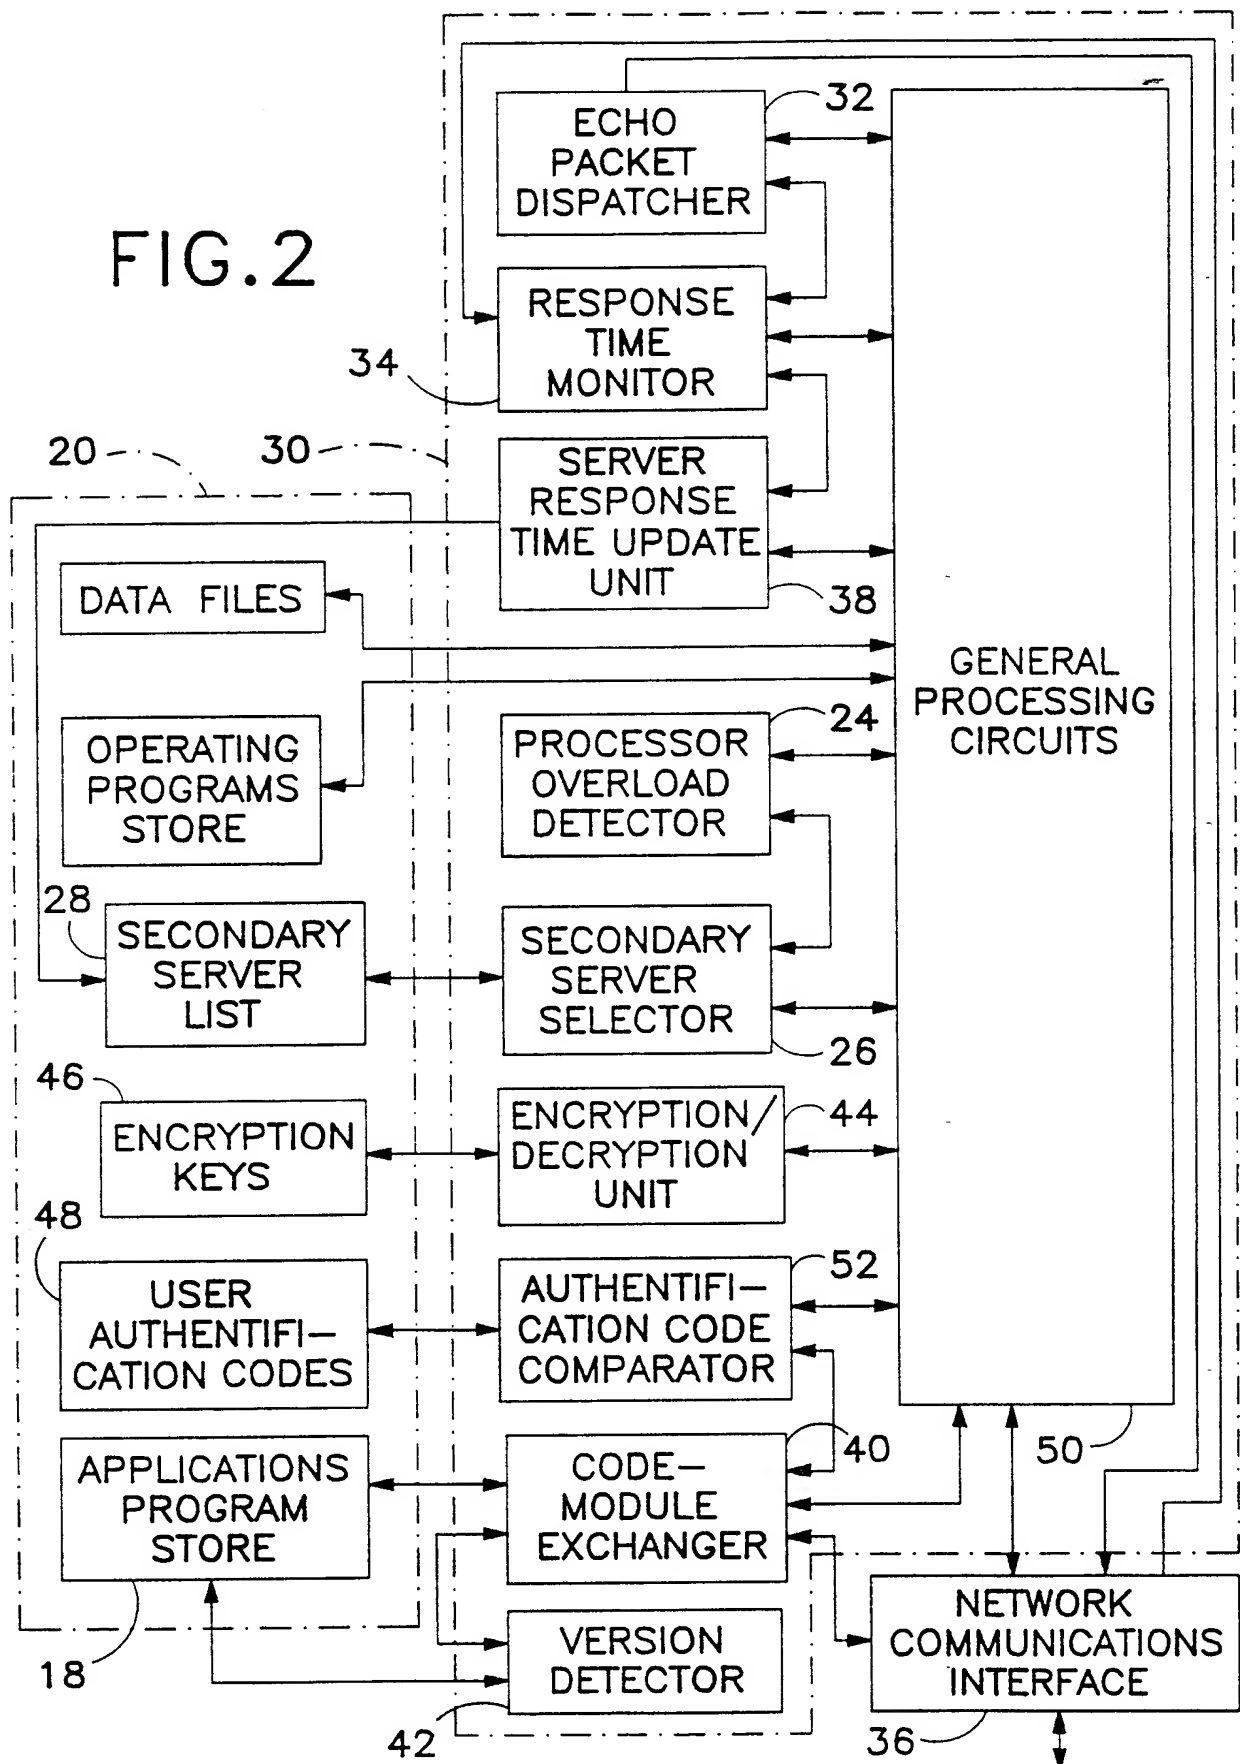 32
ECHO
PACKET
DISPATCHER
FIG.2
RESPONSE
TIME
MONITOR
34
20
30
SERVER
RESPONSE
TIME UPDATE
UNIT
38
DATA FILES
GENERAL
PROCESSING
CIRCUITS
OPERATING
PROGRAMS
STORE
PROCESSOR
OVERLOAD
DETECTOR
24
28
SECONDARY
SERVER
LIST
SECONDARY
SERVER
SELECTOR
26
46
ENCRYPTION
KEYS
ENCRYPTION/
DECRYPTION
UNIT
44
48
USER
AUTHENTIFI-
CATION CODES
AUTHENTIFI-
CATION CODE
COMPARATOR
52
APPLICATIONS
PROGRAM
STORE
18
CODE-
MODULE
EXCHANGER
40
50
VERSION
DETECTOR
42
NETWORK
COMMUNICATIONS
INTERFACE
36